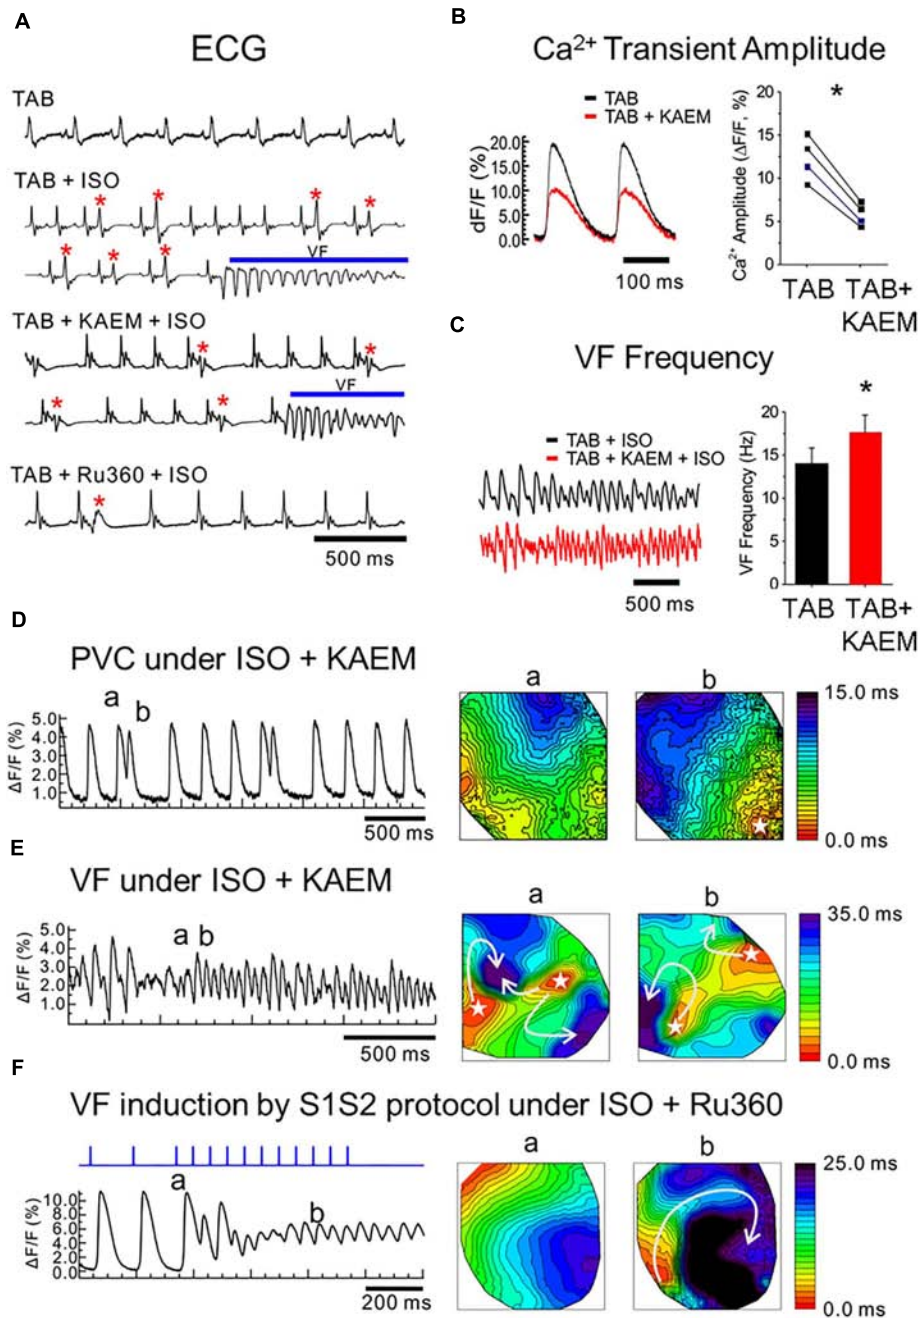 A
ECG
TAB
TAB + ISO
* * * *
* * *
VF
TAB + KAEM + ISO
* *
* *
VF
TAB + Ru360 + ISO
*
500 ms
B
Ca2+ Transient Amplitude
TAB
TAB + KAEM
dF/F (%)
20.0
15.0
10.0
5.0
0.0
100 ms
Ca2+ Amplitude (ΔF/F, %)
20
15
10
5
0
*
TAB
TAB+
KAEM
C
VF Frequency
TAB + ISO
TAB + KAEM + ISO
500 ms
VF Frequency (Hz)
20
15
10
5
0
*
TAB
TAB+
KAEM
D
PVC under ISO + KAEM
a
b
ΔF/F (%)
5.0
4.0
3.0
2.0
1.0
500 ms
a
b
15.0 ms
0.0 ms
E
VF under ISO + KAEM
a b
ΔF/F (%)
5.0
4.0
3.0
2.0
1.0
500 ms
a
b
35.0 ms
0.0 ms
F
VF induction by S1S2 protocol under ISO + Ru360
a
b
ΔF/F (%)
10.0
8.0
6.0
4.0
2.0
0.0
200 ms
a
b
25.0 ms
0.0 ms